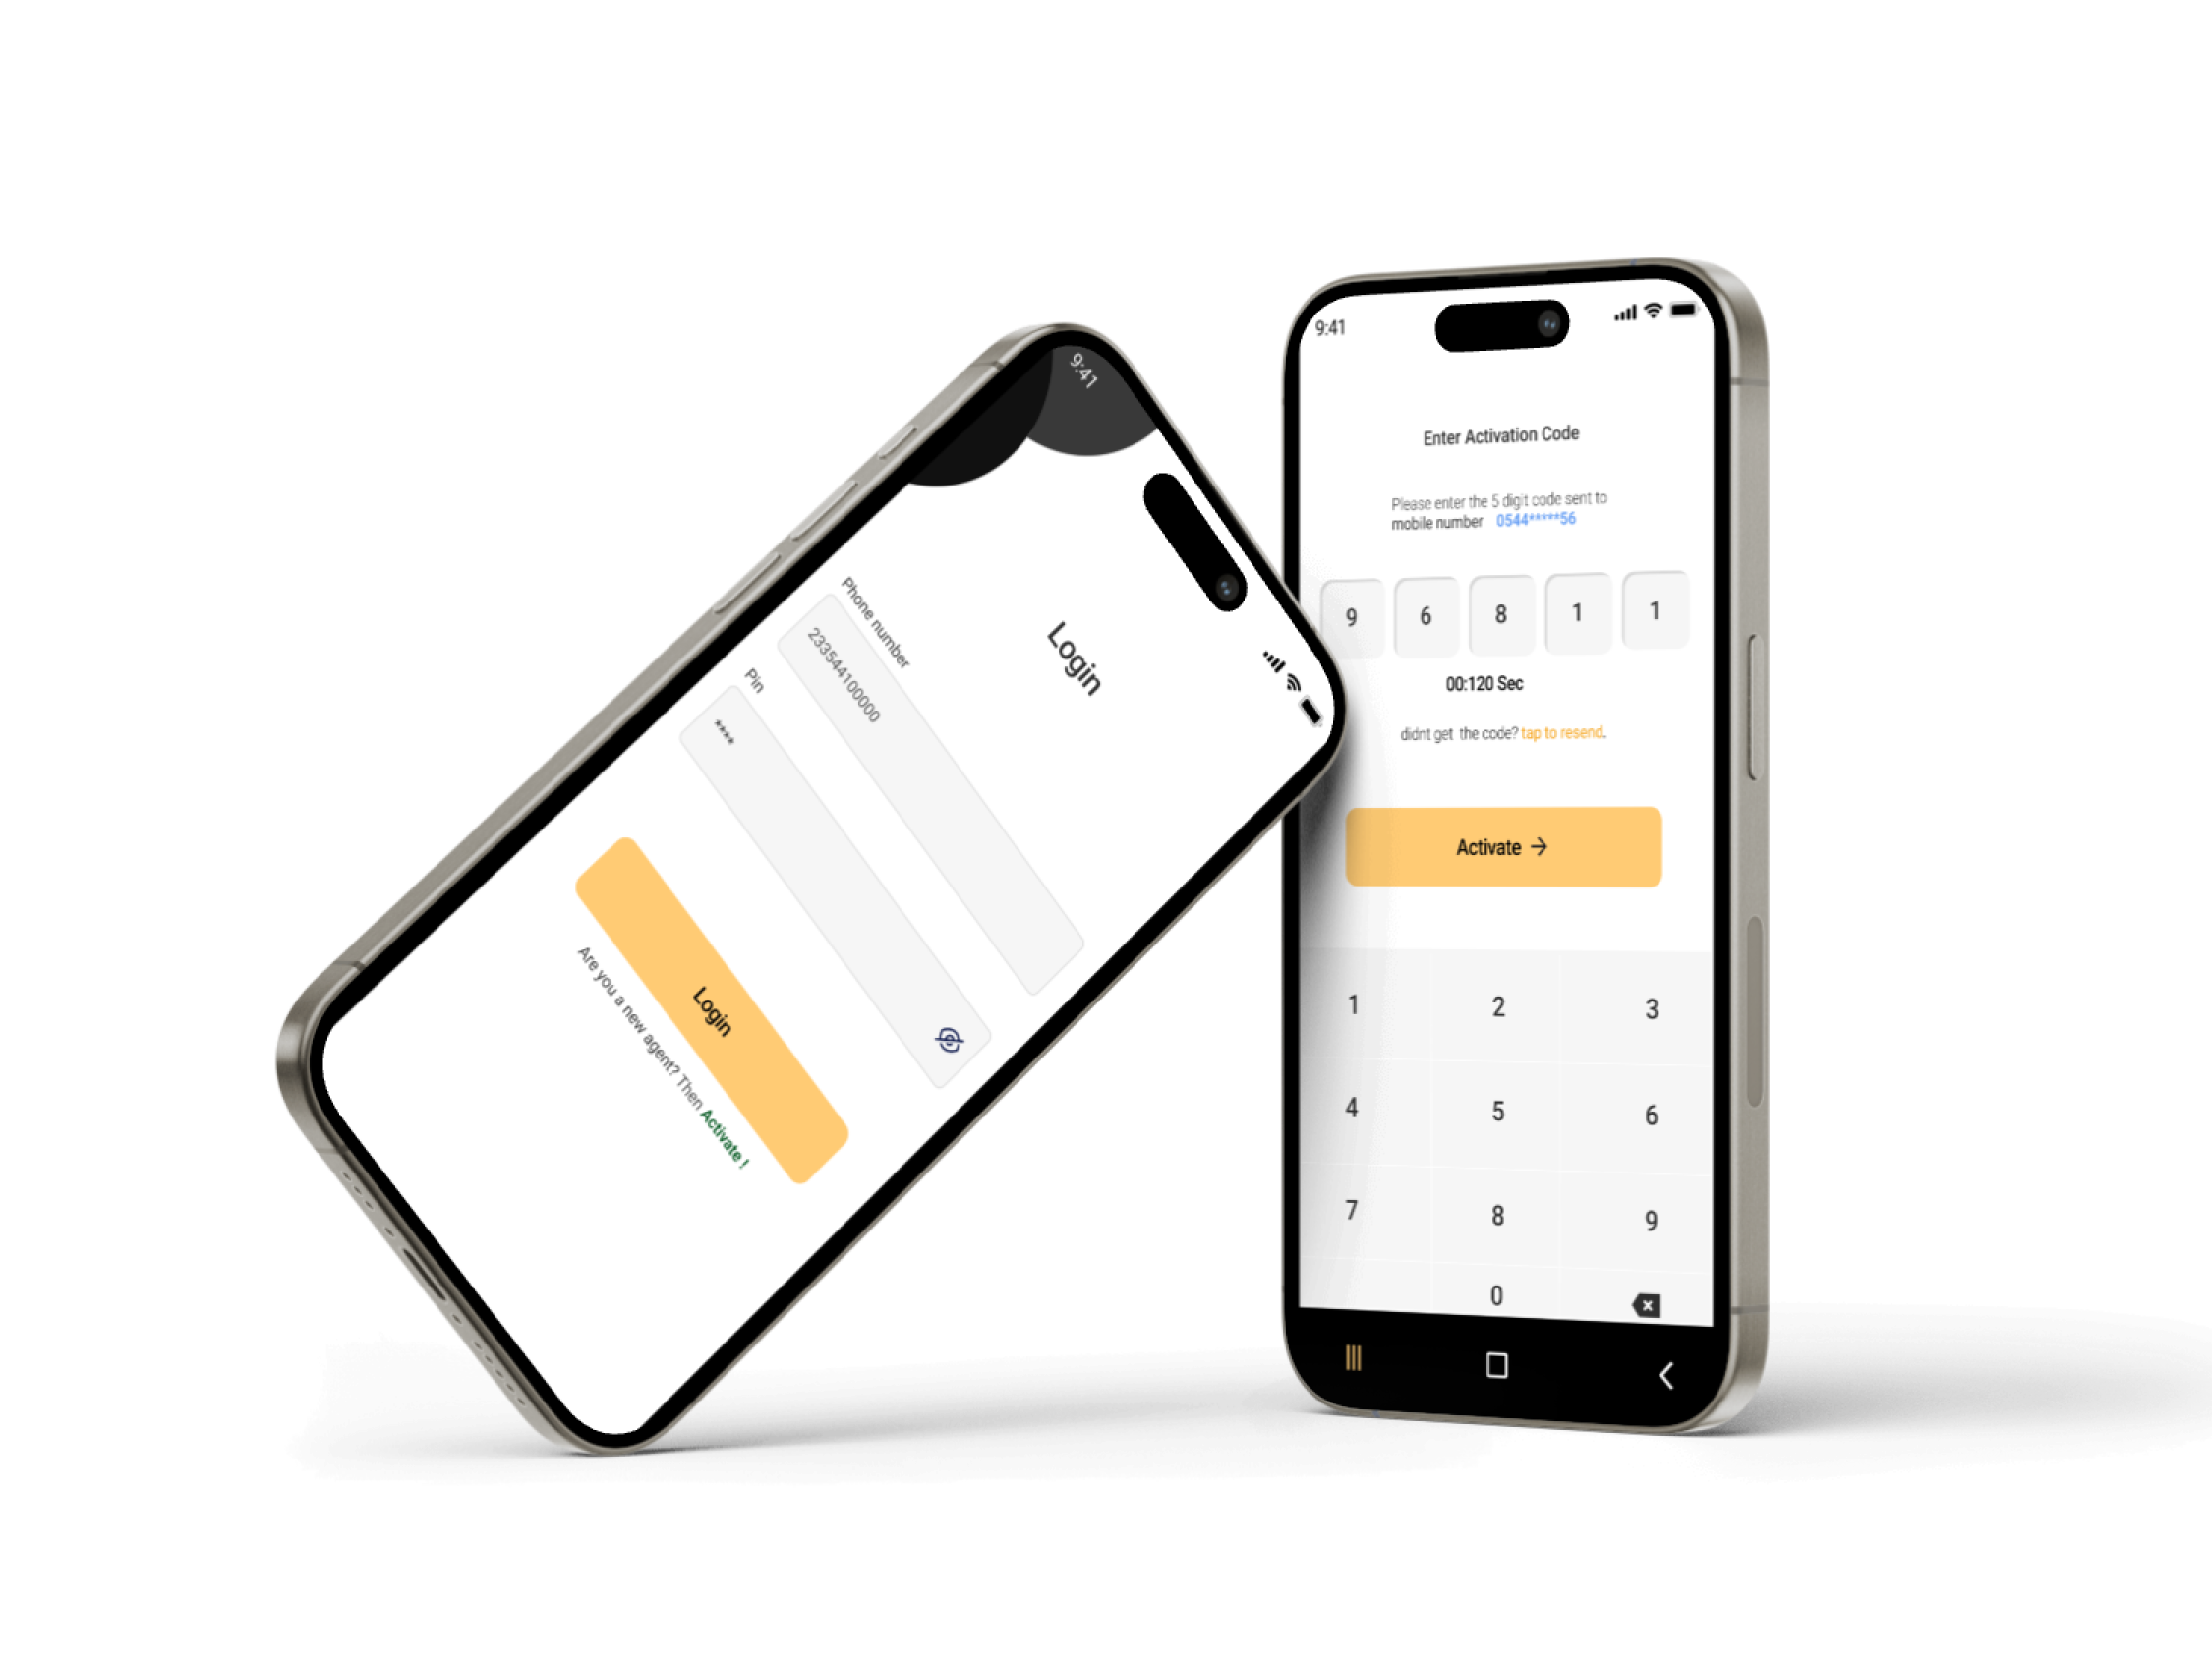 9:41
Login
Phone number
233544100000
Pin
****
Login
Are you a new agent? Then Activate !
9:41
Enter Activation Code
Please enter the 5 digit code sent to
mobile number 0544*****56
9 6 8 1 1
00:120 Sec
didnt get the code? tap to resend.
Activate →
1 2 3
4 5 6
7 8 9
0